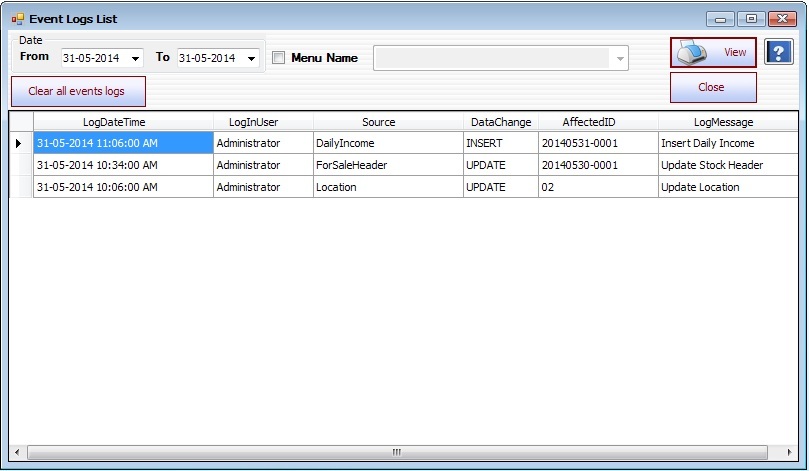 Event Logs List
Date
From 31-05-2014 To 31-05-2014 Menu Name View ?
Clear all events logs Close
LogDateTime LogInUser Source DataChange AffectedID LogMessage
31-05-2014 11:06:00 AM Administrator DailyIncome INSERT 20140531-0001 Insert Daily Income
31-05-2014 10:34:00 AM Administrator ForSaleHeader UPDATE 20140530-0001 Update Stock Header
31-05-2014 10:06:00 AM Administrator Location UPDATE 02 Update Location